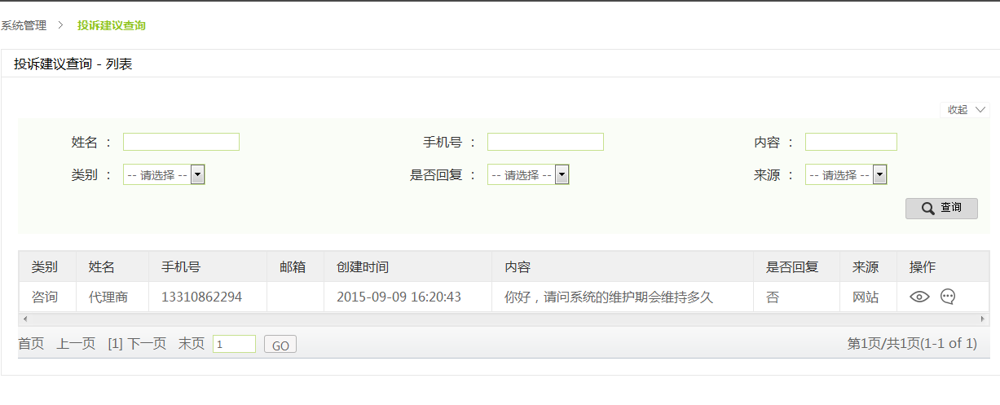 系统管理 > 投诉建议查询
投诉建议查询 - 列表
收起
姓名 ： 手机号 ： 内容 ：
类别 ： -- 请选择 -- 是否回复 ： -- 请选择 -- 来源 ： -- 请选择 --
查询
类别 姓名 手机号 邮箱 创建时间 内容 是否回复 来源 操作
咨询 代理商 13310862294 2015-09-09 16:20:43 你好，请问系统的维护期会维持多久 否 网站
首页 上一页 [1] 下一页 末页 1 GO 第1页/共1页(1-1 of 1)